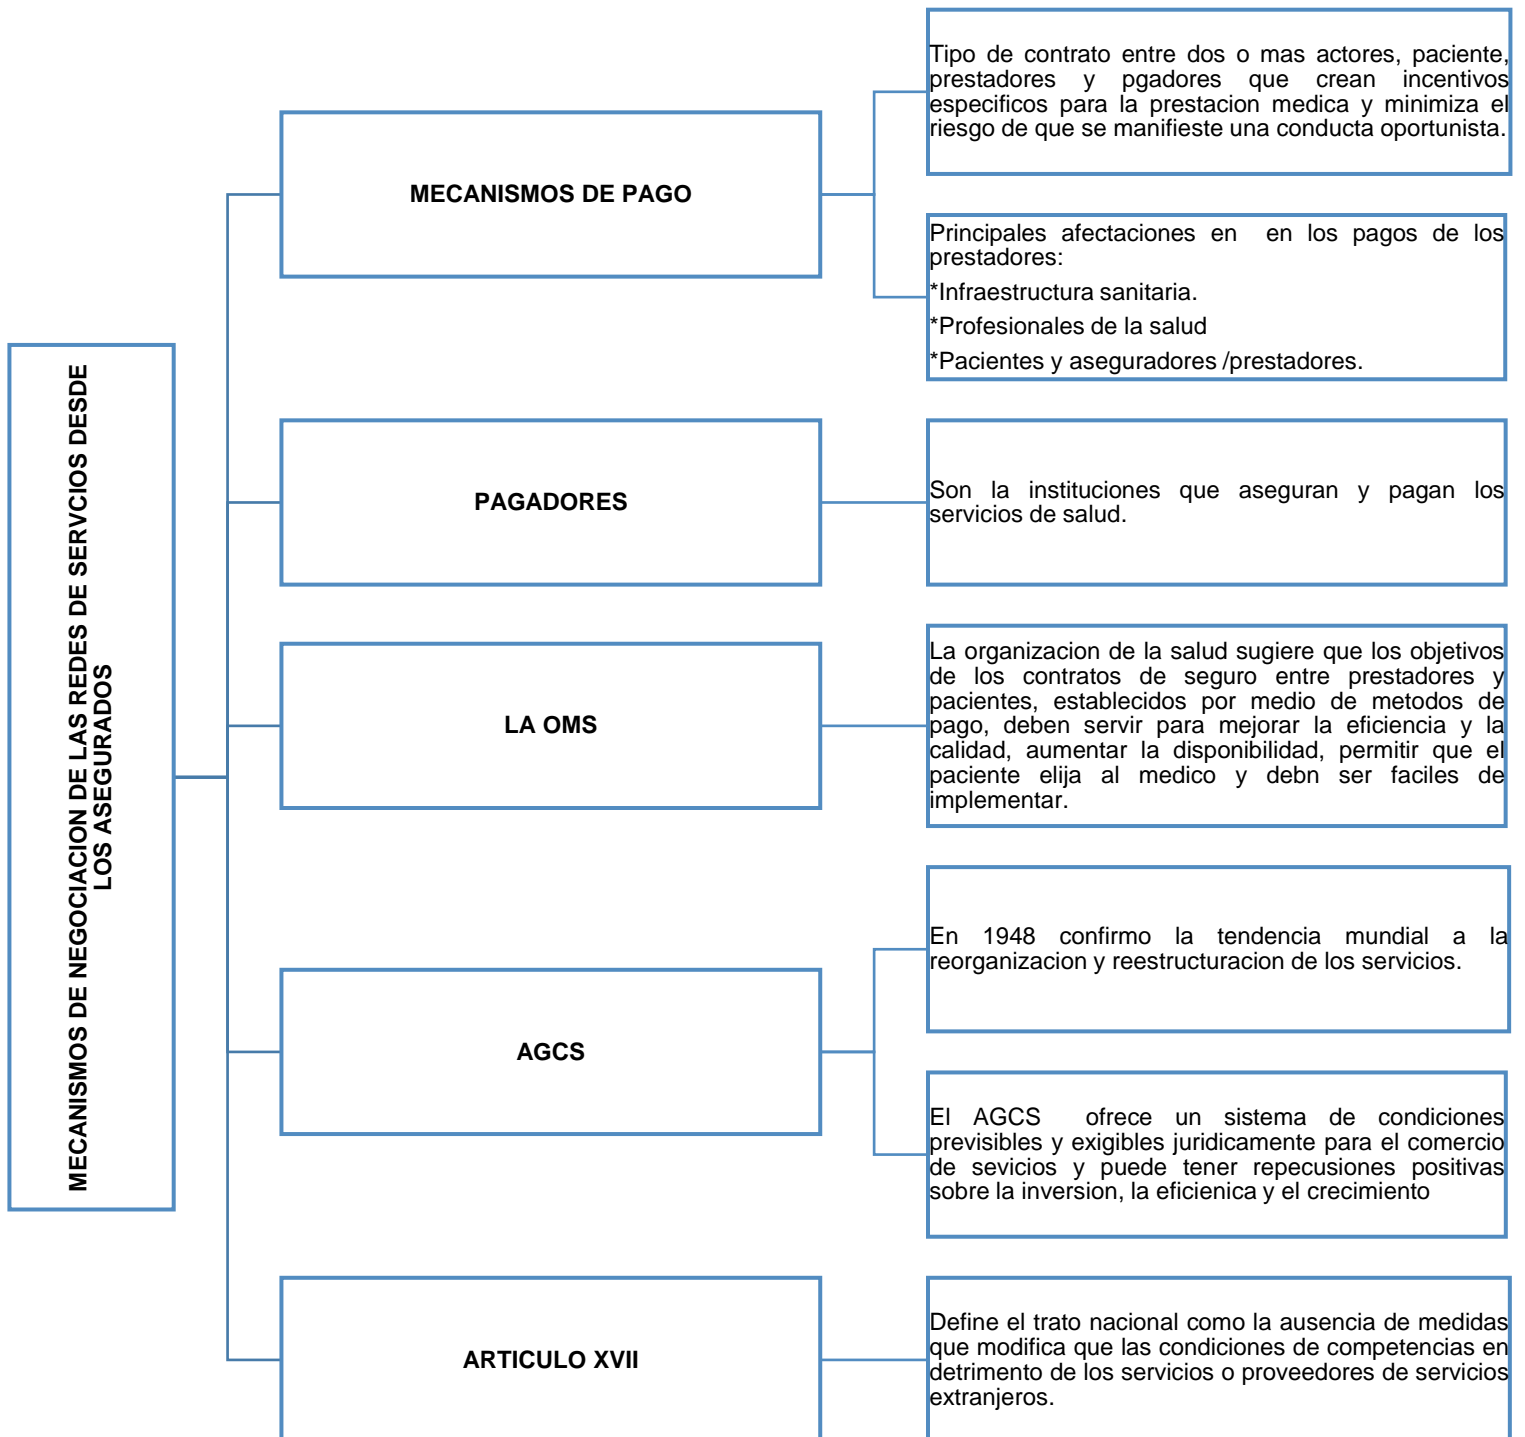 MECANISMOS DE NEGOCIACION DE LAS REDES DE SERVCIOS DESDE
LOS ASEGURADOS
MECANISMOS DE PAGO
Tipo de contrato entre dos o mas actores, paciente,
prestadores y pgadores que crean incentivos
especificos para la prestacion medica y minimiza el
riesgo de que se manifieste una conducta oportunista.
Principales afectaciones en en los pagos de los
prestadores:
*Infraestructura sanitaria.
*Profesionales de la salud
*Pacientes y aseguradores /prestadores.
PAGADORES
Son la instituciones que aseguran y pagan los
servicios de salud.
LA OMS
La organizacion de la salud sugiere que los objetivos
de los contratos de seguro entre prestadores y
pacientes, establecidos por medio de metodos de
pago, deben servir para mejorar la eficiencia y la
calidad, aumentar la disponibilidad, permitir que el
paciente elija al medico y debn ser faciles de
implementar.
AGCS
En 1948 confirmo la tendencia mundial a la
reorganizacion y reestructuracion de los servicios.
El AGCS ofrece un sistema de condiciones
previsibles y exigibles juridicamente para el comercio
de sevicios y puede tener repecusiones positivas
sobre la inversion, la eficienica y el crecimiento
ARTICULO XVII
Define el trato nacional como la ausencia de medidas
que modifica que las condiciones de competencias en
detrimento de los servicios o proveedores de servicios
extranjeros.